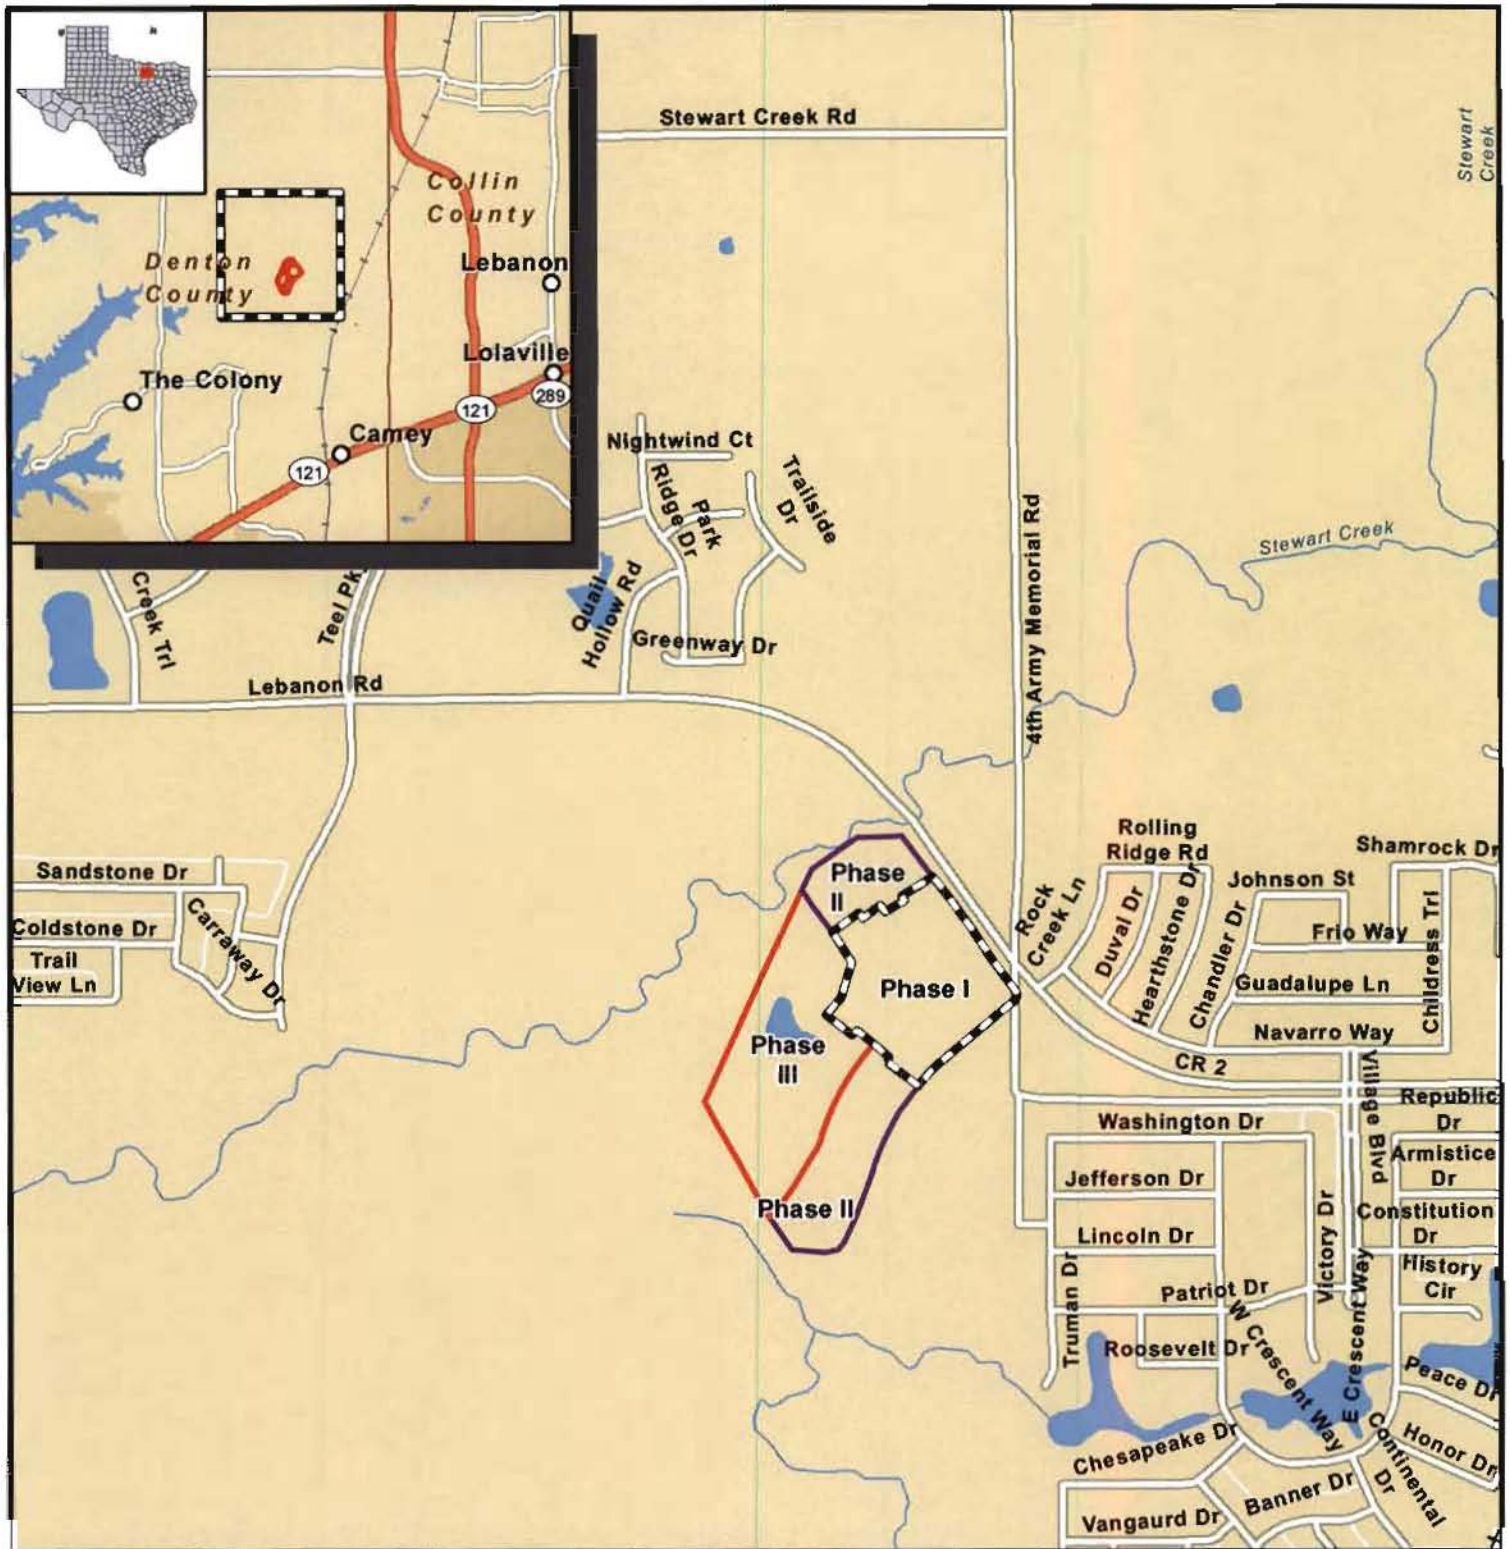 Collin
County
Denton
County
Lebanon
Lolaville
289
The Colony
121
Camey
121
Stewart Creek Rd
Stewart
Creek
Nightwind Ct
Ridge Dr
Park
Trailside
Dr
Quail
Hollow Rd
Greenway Dr
Creek Trl
Teel Pk
Lebanon Rd
4th Army Memorial Rd
Stewart Creek
Sandstone Dr
Coldstone Dr
Trail
View Ln
Carraway Dr
Phase
II
Phase I
Phase
III
Phase II
Rock
Creek Ln
Rolling
Ridge Rd
Duval Dr
Hearthstone Dr
Chandler Dr
Johnson St
Shamrock Dr
Frio Way
Guadalupe Ln
Childress Trl
Navarro Way
CR 2
Village Blvd
Republic
Dr
Washington Dr
Armistice
Dr
Jefferson Dr
Constitution
Dr
Lincoln Dr
Victory Dr
History
Cir
Truman Dr
Patriot Dr
Roosevelt Dr
W Crescent Way
E Crescent Way
Peace Dr
Chesapeake Dr
Continental
Dr
Honor Dr
Banner Dr
Vangaurd Dr